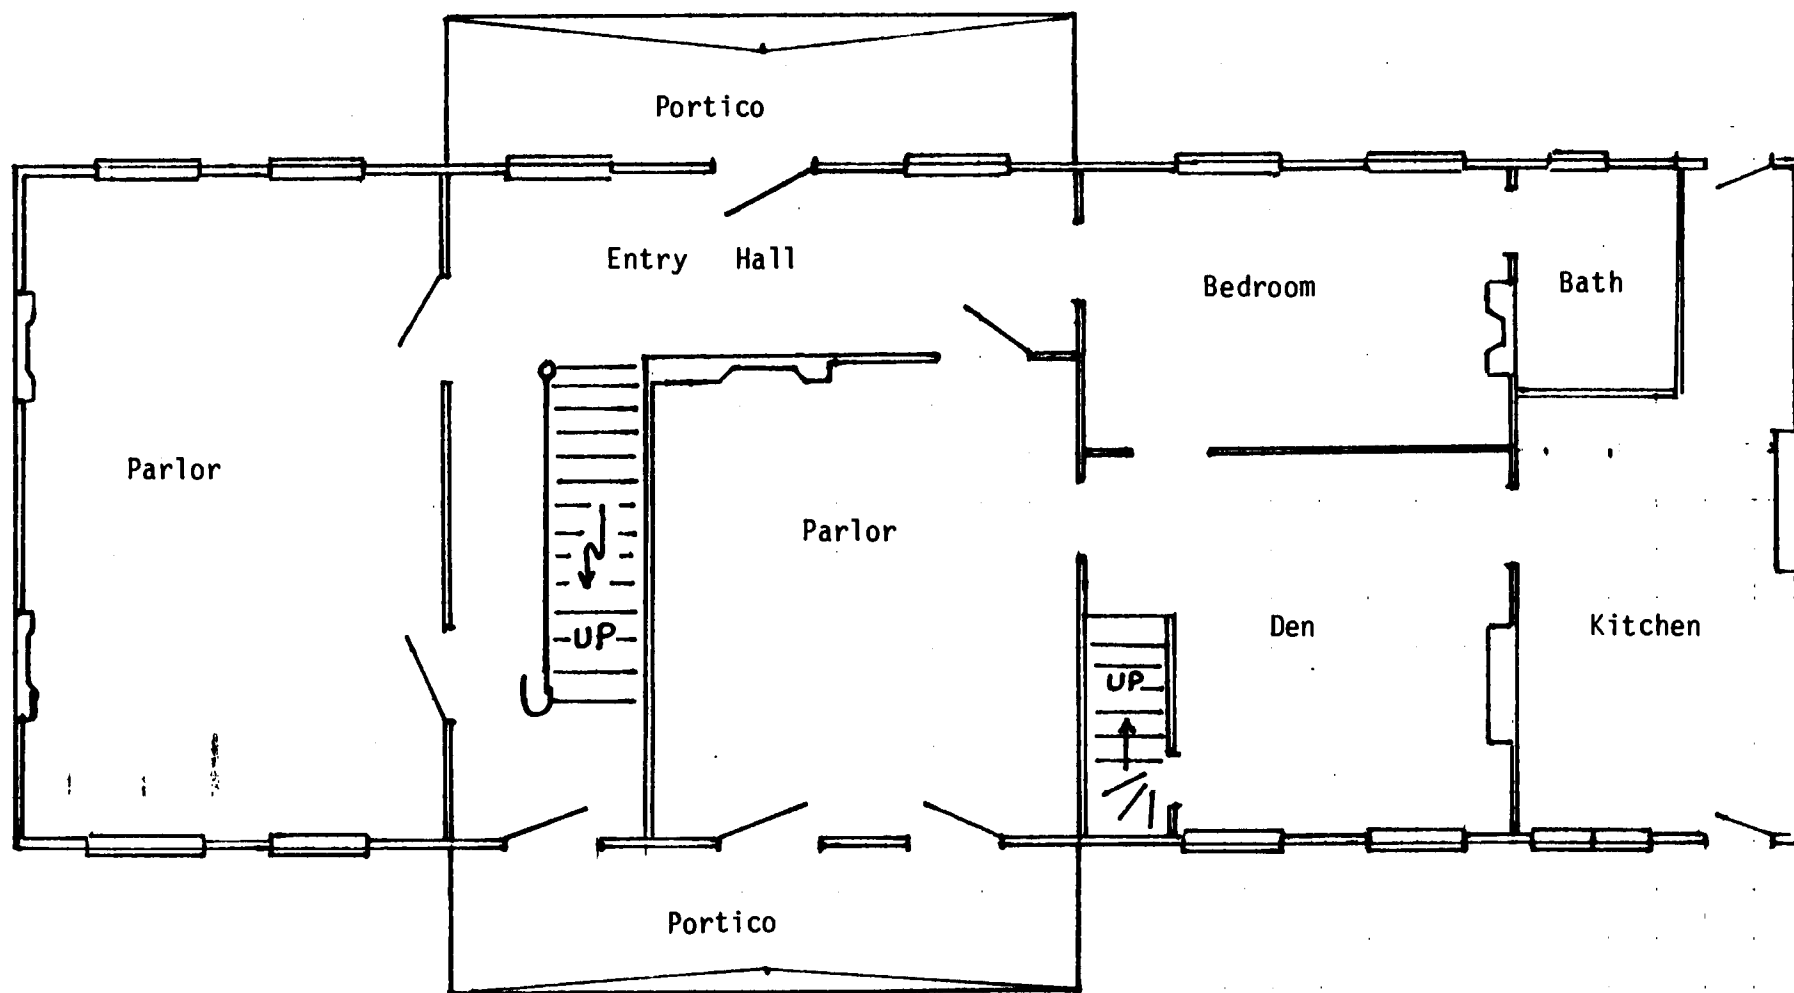 Portico
Entry Hall
Bedroom
Bath
Parlor
Parlor
UP
Den
Kitchen
UP
Portico